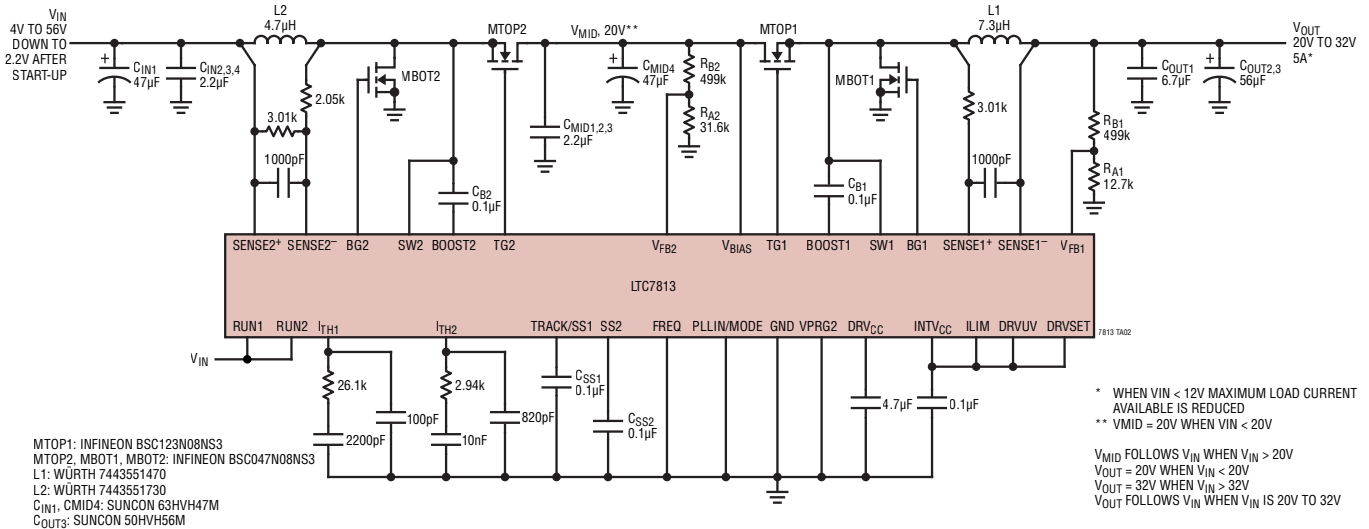 VIN
4V TO 56V
DOWN TO
2.2V AFTER
START-UP
CIN1
47µF
CIN2,3,4
2.2µF
L2
4.7µH
2.05k
3.01k
1000pF
MBOT2
MTOP2
CB2
0.1µF
VMID, 20V**
CMID1,2,3
2.2µF
CMID4
47µF
RB2
499k
RA2
31.6k
MTOP1
MBOT1
CB1
0.1µF
L1
7.3µH
3.01k
1000pF
RB1
499k
RA1
12.7k
COUT1
6.7µF
COUT2,3
56µF
VOUT
20V TO 32V
5A*
SENSE2+ SENSE2– BG2 SW2 BOOST2 TG2 VFB2 VBIAS TG1 BOOST1 SW1 BG1 SENSE1+ SENSE1– VFB1
LTC7813
RUN1 RUN2 ITH1 ITH2 TRACK/SS1 SS2 FREQ PLLIN/MODE GND VPRG2 DRVCC INTVCC ILIM DRVUV DRVSET
7813 TA02
VIN
26.1k
2200pF
100pF
2.94k
10nF
820pF
CSS1
0.1µF
CSS2
0.1µF
4.7µF
0.1µF
MTOP1: INFINEON BSC123N08NS3
MTOP2, MBOT1, MBOT2: INFINEON BSC047N08NS3
L1: WÜRTH 7443551470
L2: WÜRTH 7443551730
CIN1, CMID4: SUNCON 63HVH47M
COUT3: SUNCON 50HVH56M
* WHEN VIN < 12V MAXIMUM LOAD CURRENT
AVAILABLE IS REDUCED
** VMID = 20V WHEN VIN < 20V
VMID FOLLOWS VIN WHEN VIN > 20V
VOUT = 20V WHEN VIN < 20V
VOUT = 32V WHEN VIN > 32V
VOUT FOLLOWS VIN WHEN VIN IS 20V TO 32V